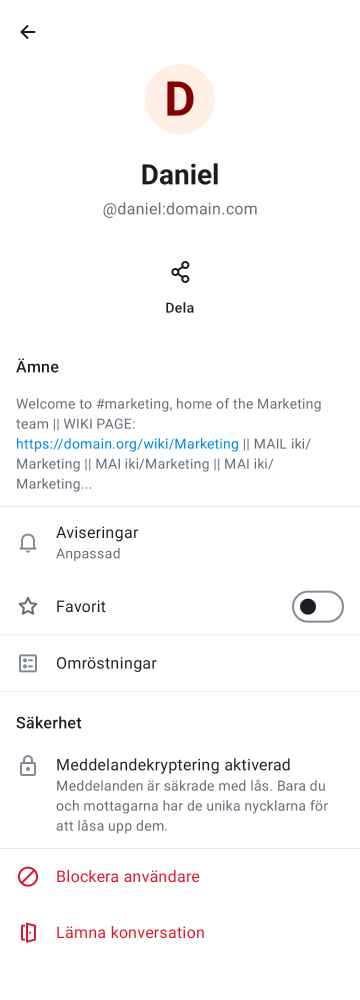 D
Daniel
@daniel:domain.com
Dela
Ämne
Welcome to #marketing, home of the Marketing
team || WIKI PAGE:
https://domain.org/wiki/Marketing || MAIL iki/
Marketing || MAI iki/Marketing || MAI iki/
Marketing...
Aviseringar
Anpassad
Favorit
Omröstningar
Säkerhet
Meddelandekryptering aktiverad
Meddelanden är säkrade med lås. Bara du
och mottagarna har de unika nycklarna för
att låsa upp dem.
Blockera användare
Lämna konversation